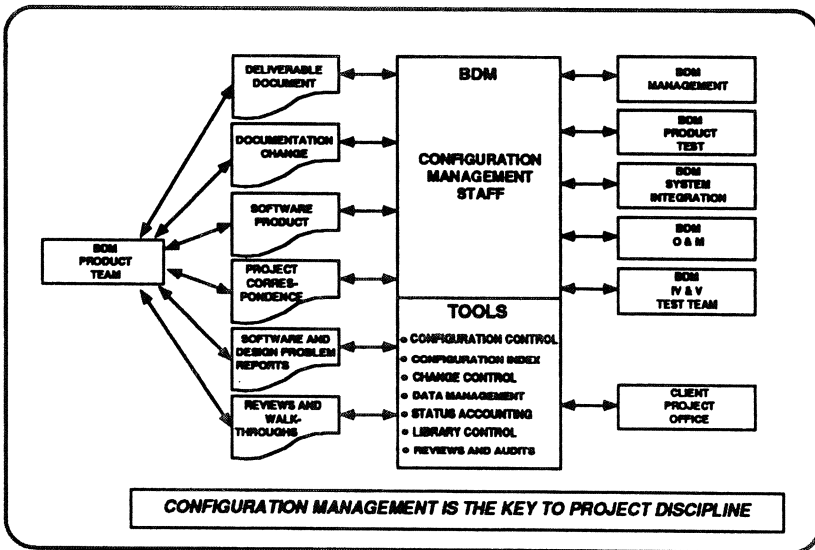 DELIVERABLE
DOCUMENT
DOCUMENTATION
CHANGE
SOFTWARE
PRODUCT
BDM
PRODUCT
TEAM
PROJECT
CORRES-
PONDENCE
SOFTWARE AND
DESIGN PROBLEM
REPORTS
REVIEWS AND
WALK-
THROUGHS
BDM
CONFIGURATION
MANAGEMENT
STAFF
TOOLS
• CONFIGURATION CONTROL
• CONFIGURATION INDEX
• CHANGE CONTROL
• DATA MANAGEMENT
• STATUS ACCOUNTING
• LIBRARY CONTROL
• REVIEWS AND AUDITS
BDM
MANAGEMENT
BDM
PRODUCT
TEST
BDM
SYSTEM
INTEGRATION
BDM
O & M
BDM
IV & V
TEST TEAM
CLIENT
PROJECT
OFFICE
CONFIGURATION MANAGEMENT IS THE KEY TO PROJECT DISCIPLINE